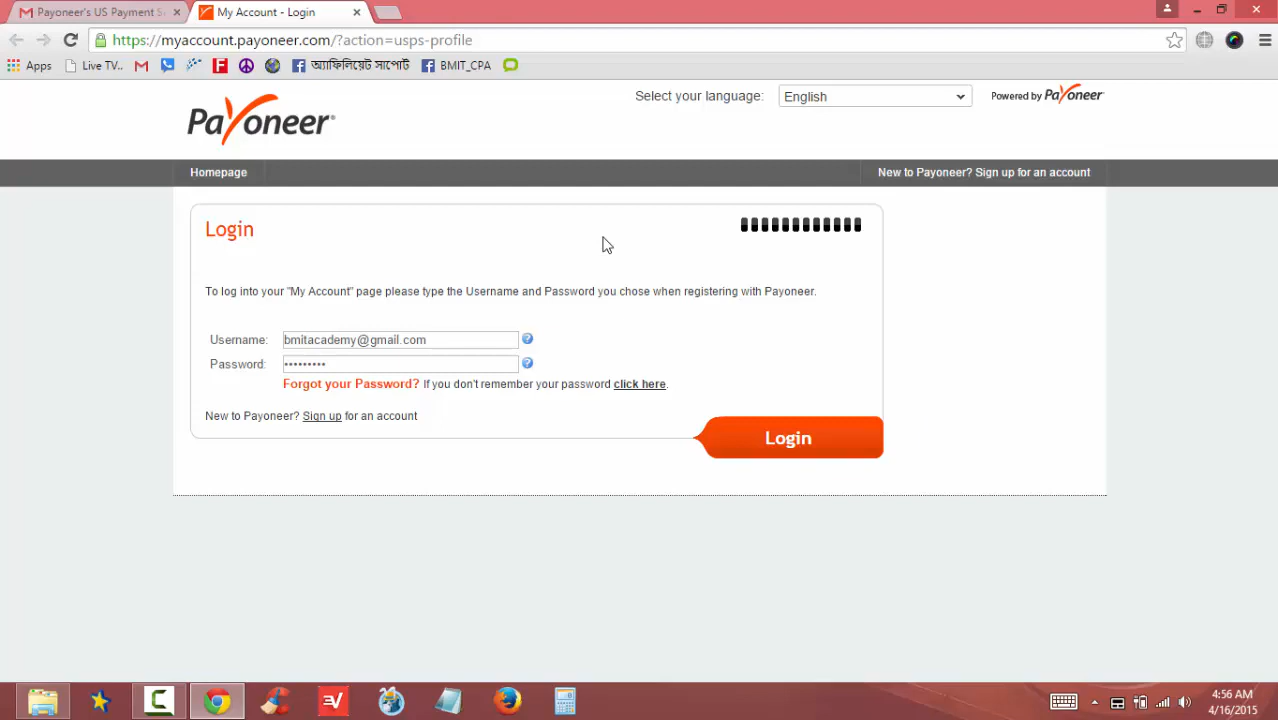 Payoneer's US Payment S
My Account - Login
https://myaccount.payoneer.com/?action=usps-profile
Apps
Live TV..
অ্যাফিলিয়েট সাপোর্ট
BMIT_CPA
Payoneer
Select your language:
English
Powered by Payoneer
Homepage
New to Payoneer? Sign up for an account
Login
To log into your "My Account" page please type the Username and Password you chose when registering with Payoneer.
Username: bmitacademy@gmail.com
Password: •••••••••
Forgot your Password? If you don't remember your password click here.
New to Payoneer? Sign up for an account
Login
4:56 AM
4/16/2015